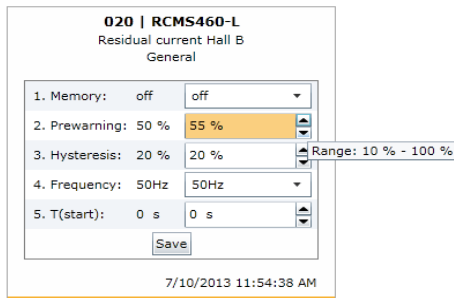 020 | RCMS460-L
Residual current Hall B
General
1. Memory: off off
2. Prewarning: 50 % 55 %
3. Hysteresis: 20 % 20 %
Range: 10 % - 100 %
4. Frequency: 50Hz 50Hz
5. T(start): 0 s 0 s
Save
7/10/2013 11:54:38 AM